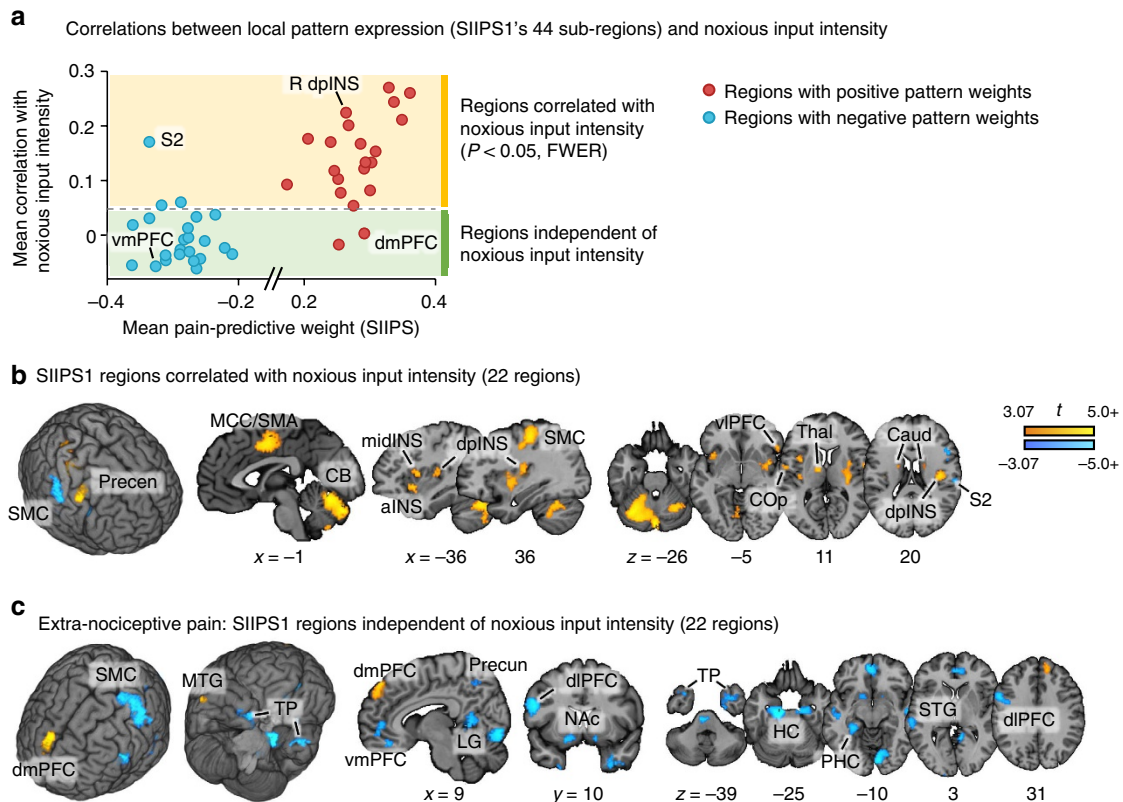 a
Correlations between local pattern expression (SIIPS1's 44 sub-regions) and noxious input intensity
Mean correlation with
noxious input intensity
0.3
0.2
0.1
0
R dpINS
S2
vmPFC
dmPFC
Regions correlated with
noxious input intensity
(P < 0.05, FWER)
Regions independent of
noxious input intensity
Regions with positive pattern weights
Regions with negative pattern weights
–0.4
–0.2
0.2
0.4
Mean pain-predictive weight (SIIPS)
b SIIPS1 regions correlated with noxious input intensity (22 regions)
3.07 t 5.0+
–3.07 –5.0+
Precen
SMC
MCC/SMA
CB
x = –1
midINS
dpINS
SMC
aINS
x = –36
36
z = –26
vlPFC
COp
–5
Thal
11
Caud
dpINS
S2
20
c
Extra-nociceptive pain: SIIPS1 regions independent of noxious input intensity (22 regions)
SMC
dmPFC
MTG
TP
dmPFC
Precun
LG
vmPFC
x = 9
dlPFC
NAc
y = 10
TP
z = –39
HC
–25
PHC
–10
STG
3
dlPFC
31